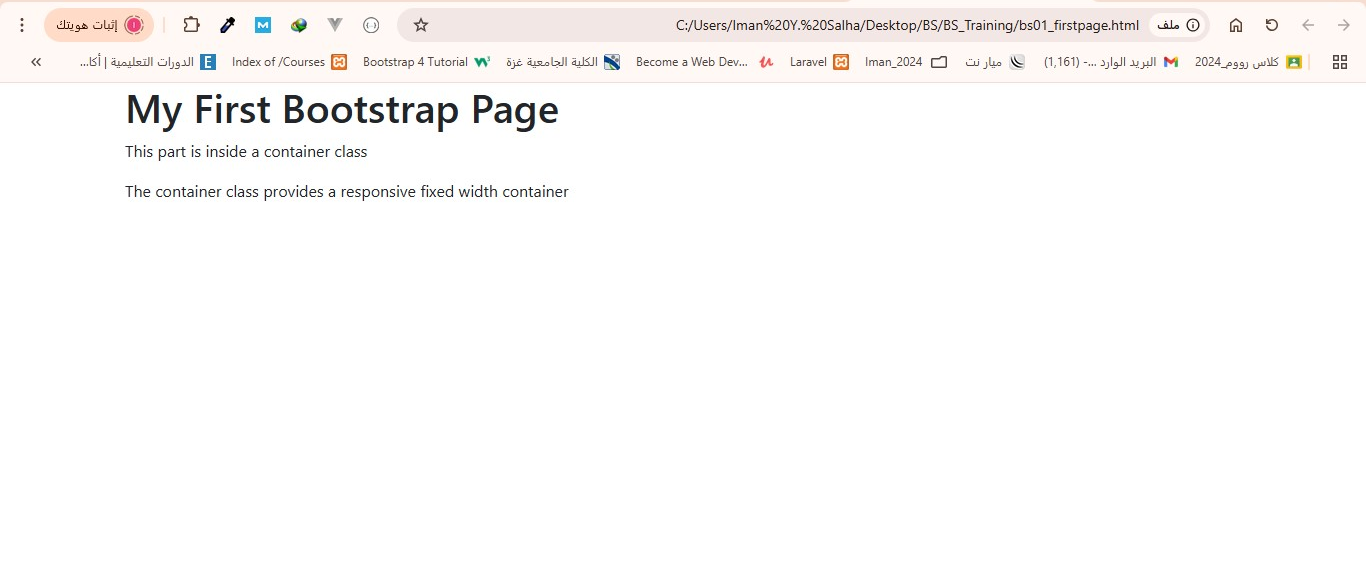 إثبات هويتك
C:/Users/Iman%20Y.%20Salha/Desktop/BS/BS_Training/bs01_firstpage.html
ملف
كلاس رووم_2024
البريد الوارد ...- (1,161)
ميار نت
Iman_2024
Laravel
Become a Web Dev...
الكلية الجامعية غزة
Bootstrap 4 Tutorial
Index of /Courses
الدورات التعليمية | أكا...
My First Bootstrap Page
This part is inside a container class
The container class provides a responsive fixed width container